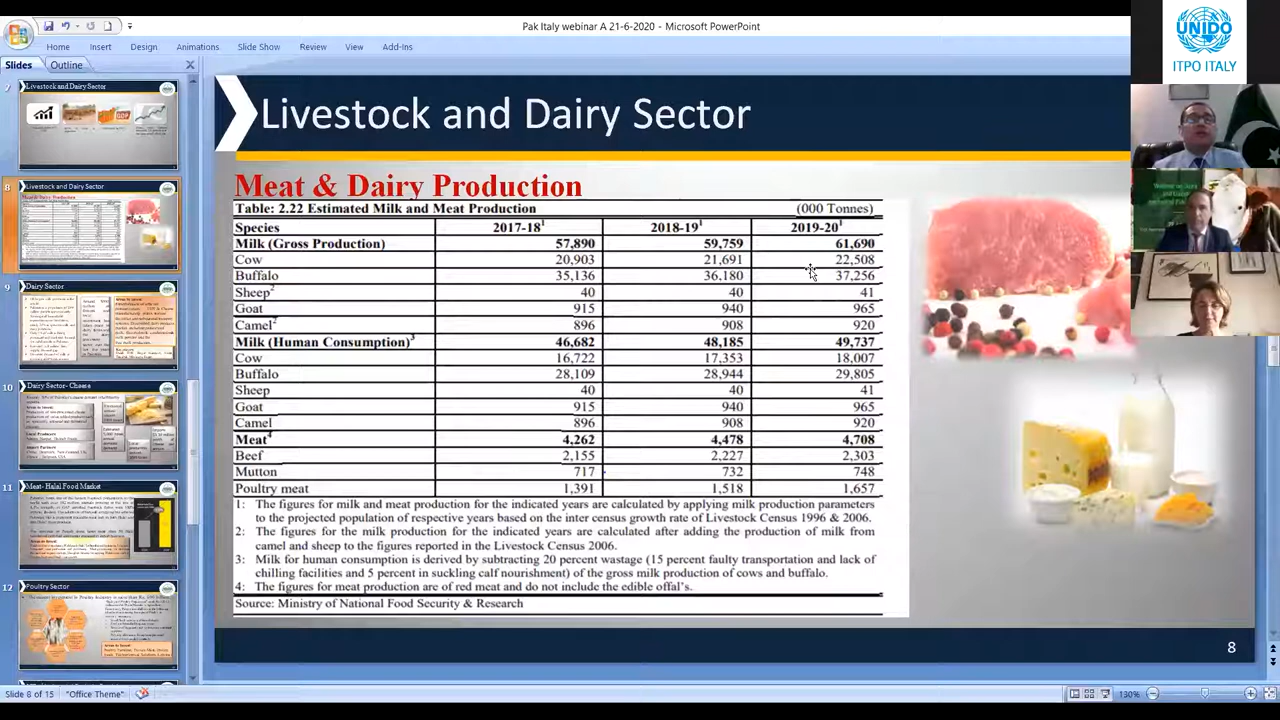 Pak Italy webinar A 21-6-2020 - Microsoft PowerPoint
Home Insert Design Animations Slide Show Review View Add-Ins
Slides Outline
UNIDO
ITPO ITALY
7
Livestock and Dairy Sector
8
Livestock and Dairy Sector
Meat & Dairy Production
9
Dairy Sector
10
Dairy Sector- Cheese
11
Meat- Halal Food Market
12
Poultry Sector
Livestock and Dairy Sector
Meat & Dairy Production
Table: 2.22 Estimated Milk and Meat Production (000 Tonnes)
Species 2017-18¹ 2018-19¹ 2019-20¹
Milk (Gross Production) 57,890 59,759 61,690
Cow 20,903 21,691 22,508
Buffalo 35,136 36,180 37,256
Sheep² 40 40 41
Goat 915 940 965
Camel² 896 908 920
Milk (Human Consumption)³ 46,682 48,185 49,737
Cow 16,722 17,353 18,007
Buffalo 28,109 28,944 29,805
Sheep 40 40 41
Goat 915 940 965
Camel 896 908 920
Meat⁴ 4,262 4,478 4,708
Beef 2,155 2,227 2,303
Mutton 717 732 748
Poultry meat 1,391 1,518 1,657
1: The figures for milk and meat production for the indicated years are calculated by applying milk production parameters
to the projected population of respective years based on the inter census growth rate of Livestock Census 1996 & 2006.
2: The figures for the milk production for the indicated years are calculated after adding the production of milk from
camel and sheep to the figures reported in the Livestock Census 2006.
3: Milk for human consumption is derived by subtracting 20 percent wastage (15 percent faulty transportation and lack of
chilling facilities and 5 percent in suckling calf nourishment) of the gross milk production of cows and buffalo.
4: The figures for meat production are of red meat and do not include the edible offal's.
Source: Ministry of National Food Security & Research
8
Slide 8 of 15 "Office Theme" 130%